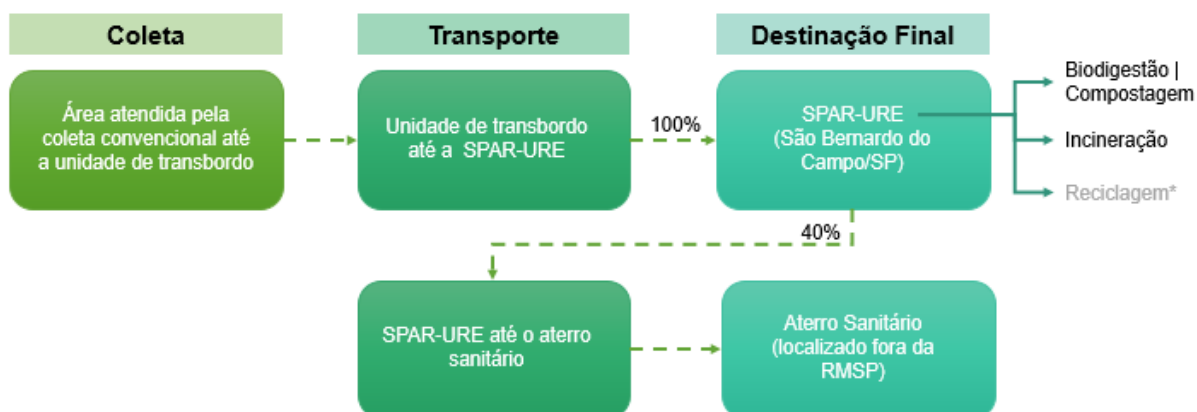 Coleta
Transporte
Destinação Final
Área atendida pela
coleta convencional até
a unidade de transbordo
Unidade de transbordo
até a SPAR-URE
100%
SPAR-URE
(São Bernardo do
Campo/SP)
Biodigestão |
Compostagem
Incineração
Reciclagem*
40%
SPAR-URE até o aterro
sanitário
Aterro Sanitário
(localizado fora da
RMSP)